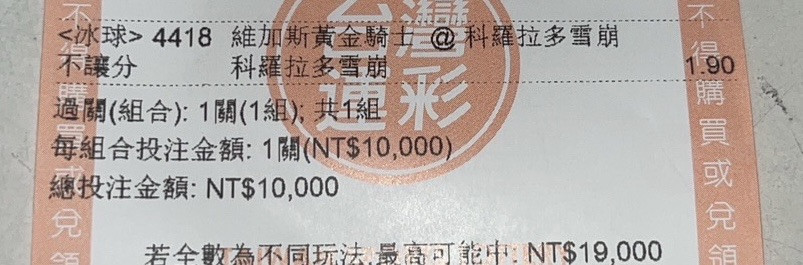 <冰球> 4418 維加斯黃金騎士 @ 科羅拉多雪崩
不讓分 科羅拉多雪崩 1.90
過關(組合): 1關(1組); 共1組
每組合投注金額: 1關(NT$10,000)
總投注金額: NT$10,000
若全數為不同玩法,最高可能中: NT$19,000
台灣
運彩
不得購買或兌領
不得購買或兌領